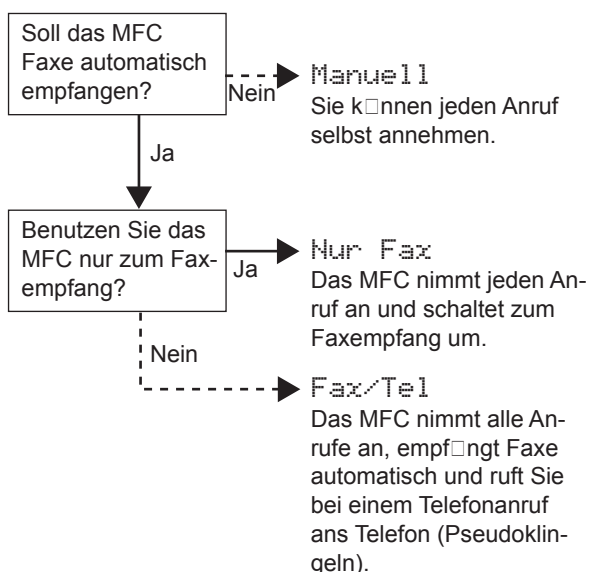 Soll das MFC
Faxe automatisch
empfangen?
Nein
Manuell
Sie k□nnen jeden Anruf
selbst annehmen.
Ja
Benutzen Sie das
MFC nur zum Fax-
empfang?
Ja
Nur Fax
Das MFC nimmt jeden An-
ruf an und schaltet zum
Faxempfang um.
Nein
Fax/Tel
Das MFC nimmt alle An-
rufe an, empf□ngt Faxe
automatisch und ruft Sie
bei einem Telefonanruf
ans Telefon (Pseudoklin-
geln).